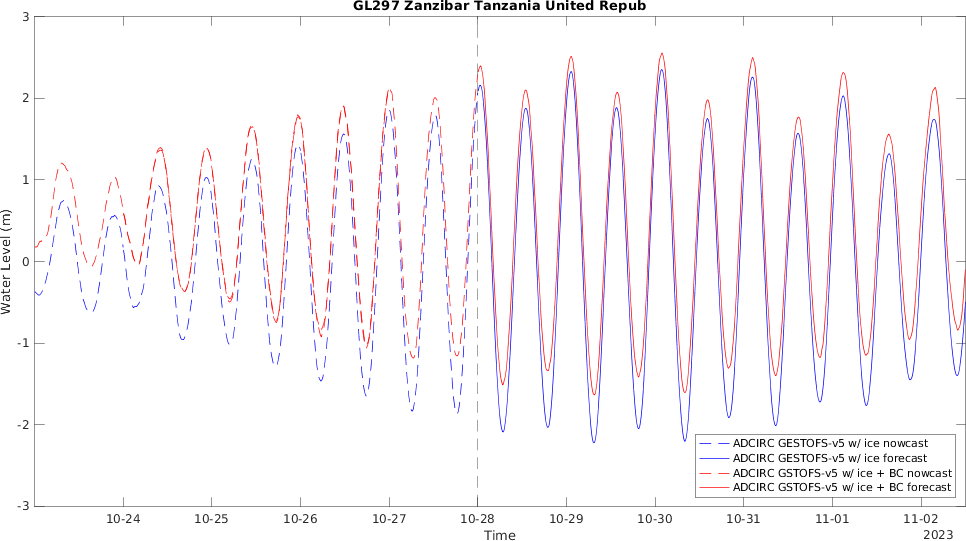 GL297 Zanzibar Tanzania United Repub
3
2
1
0
-1
-2
-3
Water Level (m)
ADCIRC GESTOFS-v5 w/ ice nowcast
ADCIRC GESTOFS-v5 w/ ice forecast
ADCIRC GSTOFS-v5 w/ ice + BC nowcast
ADCIRC GSTOFS-v5 w/ ice + BC forecast
10-24 10-25 10-26 10-27 10-28 10-29 10-30 10-31 11-01 11-02
Time
2023